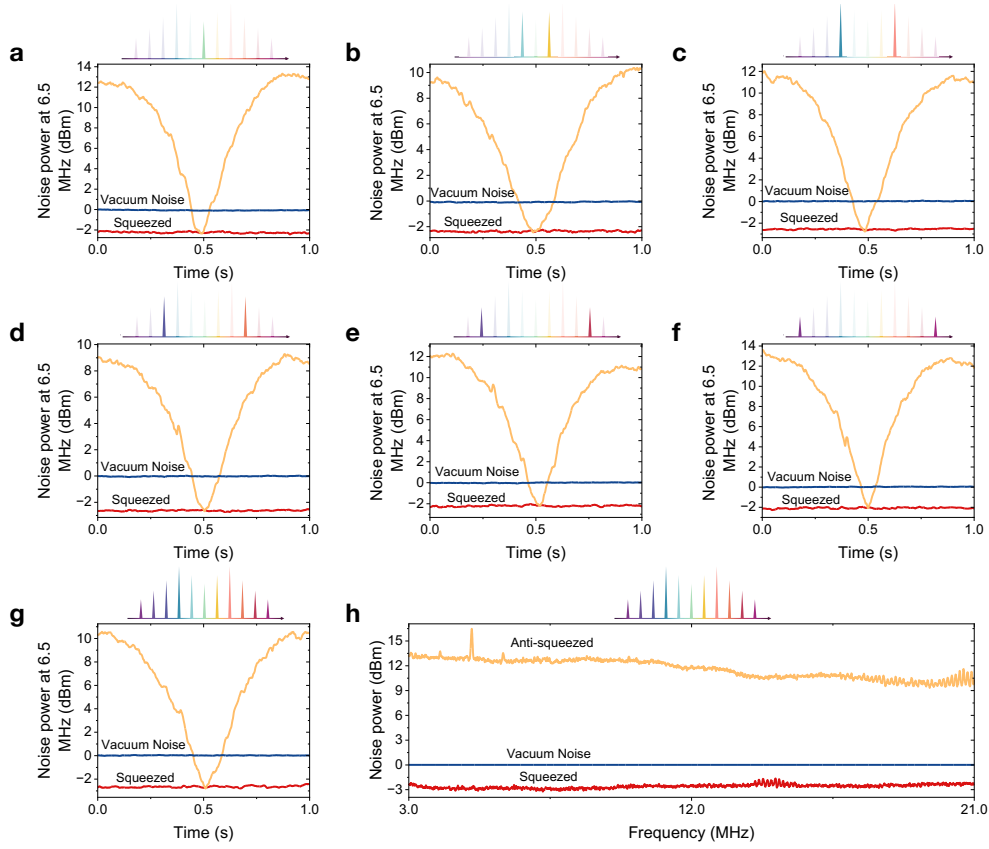 a
Noise power at 6.5
MHz (dBm)
14
12
10
8
6
4
2
0
−2
Vacuum Noise
Squeezed
0.0
0.5
1.0
Time (s)
b
Noise power at 6.5
MHz (dBm)
10
8
6
4
2
0
−2
Vacuum Noise
Squeezed
0.0
0.5
1.0
Time (s)
c
Noise power at 6.5
MHz (dBm)
12
10
8
6
4
2
0
−2
Vacuum Noise
Squeezed
0.0
0.5
1.0
Time (s)
d
Noise power at 6.5
MHz (dBm)
10
8
6
4
2
0
−2
Vacuum Noise
Squeezed
0.0
0.5
1.0
Time (s)
e
Noise power at 6.5
MHz (dBm)
12
10
8
6
4
2
0
−2
Vacuum Noise
Squeezed
0.0
0.5
1.0
Time (s)
f
Noise power at 6.5
MHz (dBm)
14
12
10
8
6
4
2
0
−2
Vacuum Noise
Squeezed
0.0
0.5
1.0
Time (s)
g
Noise power at 6.5
MHz (dBm)
10
8
6
4
2
0
−2
Vacuum Noise
Squeezed
0.0
0.5
1.0
Time (s)
h
Noise power (dBm)
15
12
9
6
3
0
−3
Anti-squeezed
Vacuum Noise
Squeezed
3.0
12.0
21.0
Frequency (MHz)